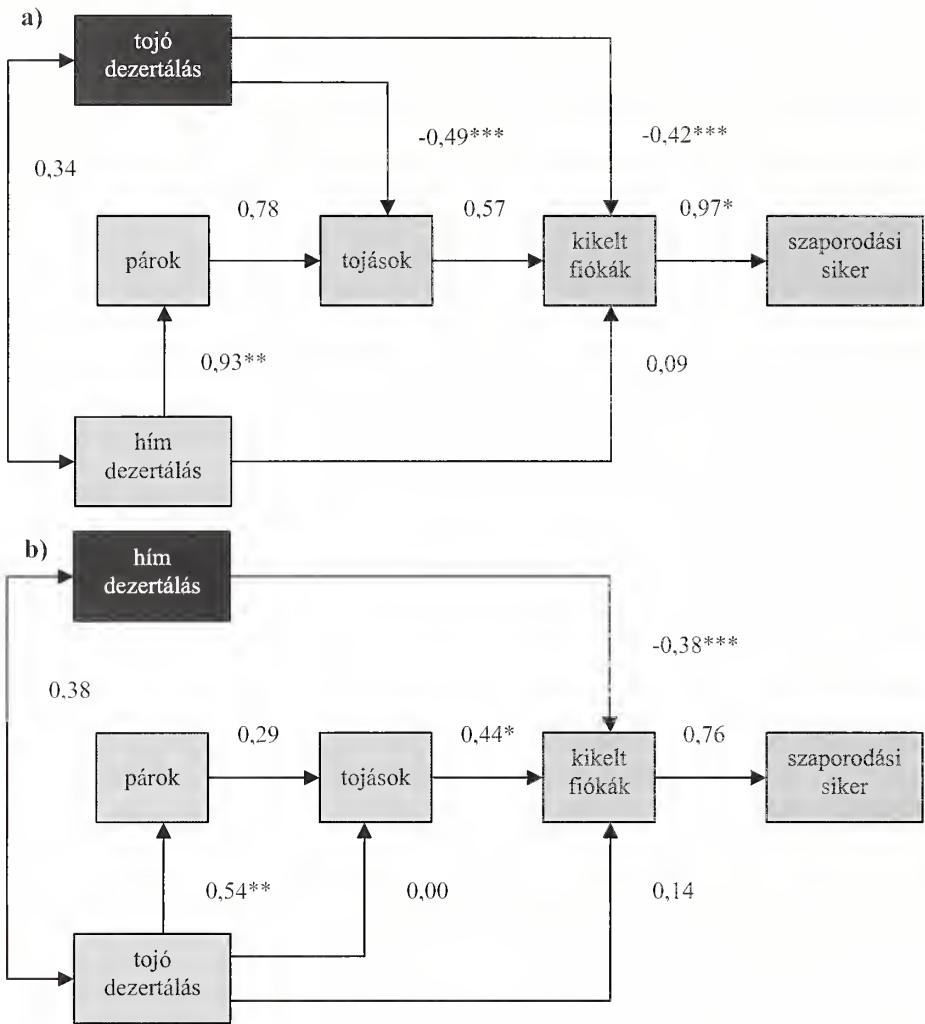 a)
tojó
dezertálás
-0,49***
-0,42***
0,34
0,78
0,57
0,97*
párok
tojások
kikelt
fiókák
szaporodási
siker
0,93**
0,09
hím
dezertálás
b)
hím
dezertálás
-0,38***
0,38
0,29
0,44*
0,76
párok
tojások
kikelt
fiókák
szaporodási
siker
0,54**
0,00
0,14
tojó
dezertálás